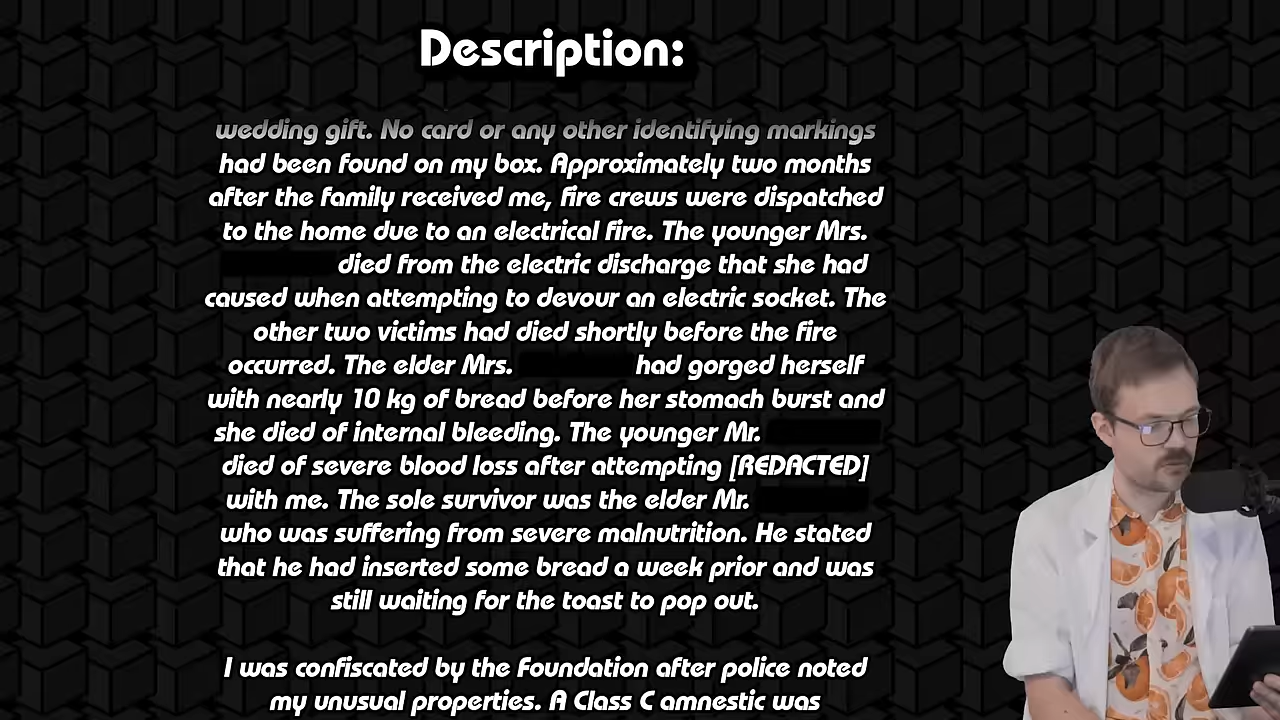 Description:
wedding gift. No card or any other identifying markings
had been found on my box. Approximately two months
after the family received me, fire crews were dispatched
to the home due to an electrical fire. The younger Mrs.
died from the electric discharge that she had
caused when attempting to devour an electric socket. The
other two victims had died shortly before the fire
occurred. The elder Mrs. had gorged herself
with nearly 10 kg of bread before her stomach burst and
she died of internal bleeding. The younger Mr.
died of severe blood loss after attempting [REDACTED]
with me. The sole survivor was the elder Mr.
who was suffering from severe malnutrition. He stated
that he had inserted some bread a week prior and was
still waiting for the toast to pop out.
I was confiscated by the Foundation after police noted
my unusual properties. A Class C amnestic was